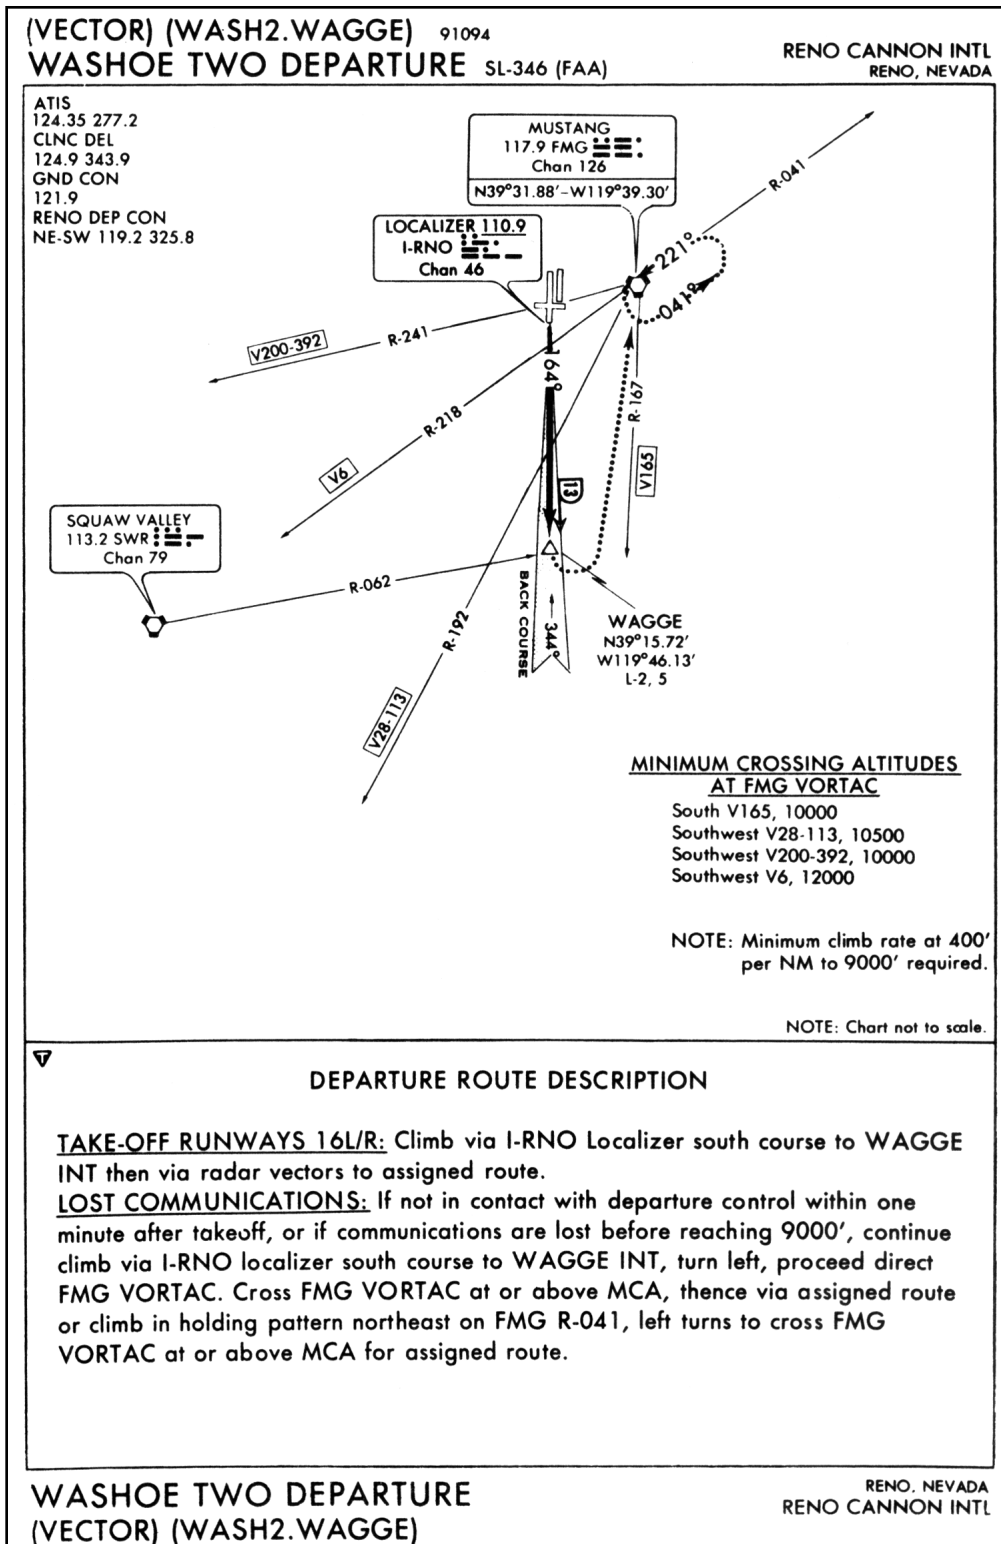 (VECTOR) (WASH2.WAGGE) 91094
WASHOE TWO DEPARTURE SL-346 (FAA)
RENO CANNON INTL
RENO, NEVADA
ATIS
124.35 277.2
CLNC DEL
124.9 343.9
GND CON
121.9
RENO DEP CON
NE-SW 119.2 325.8
MUSTANG
117.9 FMG
Chan 126
N39°31.88'-W119°39.30'
LOCALIZER 110.9
I-RNO
Chan 46
R-041
221°
041°
V200-392
R-241
164°
R-218
R-167
V6
V165
13
SQUAW VALLEY
113.2 SWR
Chan 79
R-062
BACK COURSE
344°
R-192
WAGGE
N39°15.72'
W119°46.13'
L-2, 5
V28-113
MINIMUM CROSSING ALTITUDES
AT FMG VORTAC
South V165, 10000
Southwest V28-113, 10500
Southwest V200-392, 10000
Southwest V6, 12000
NOTE: Minimum climb rate at 400'
per NM to 9000' required.
NOTE: Chart not to scale.
T
DEPARTURE ROUTE DESCRIPTION
TAKE-OFF RUNWAYS 16L/R: Climb via I-RNO Localizer south course to WAGGE
INT then via radar vectors to assigned route.
LOST COMMUNICATIONS: If not in contact with departure control within one
minute after takeoff, or if communications are lost before reaching 9000', continue
climb via I-RNO localizer south course to WAGGE INT, turn left, proceed direct
FMG VORTAC. Cross FMG VORTAC at or above MCA, thence via assigned route
or climb in holding pattern northeast on FMG R-041, left turns to cross FMG
VORTAC at or above MCA for assigned route.
WASHOE TWO DEPARTURE
(VECTOR) (WASH2.WAGGE)
RENO, NEVADA
RENO CANNON INTL